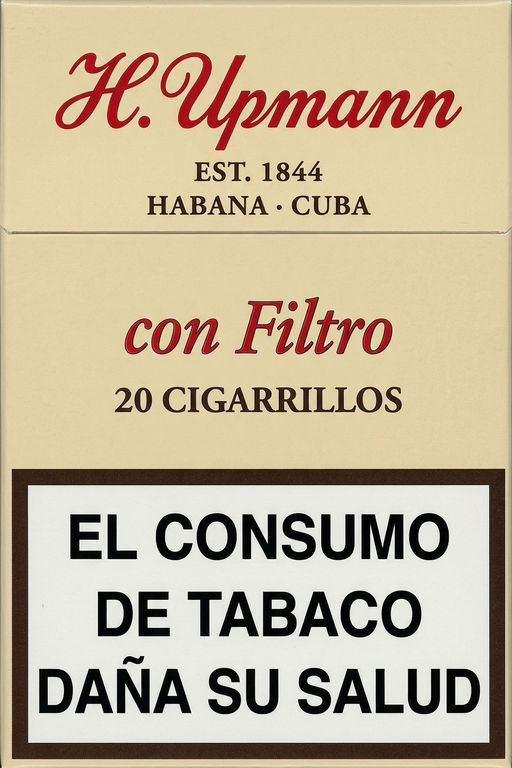 H. Upmann
EST. 1844
HABANA · CUBA
con Filtro
20 CIGARRILLOS
EL CONSUMO
DE TABACO
DAÑA SU SALUD